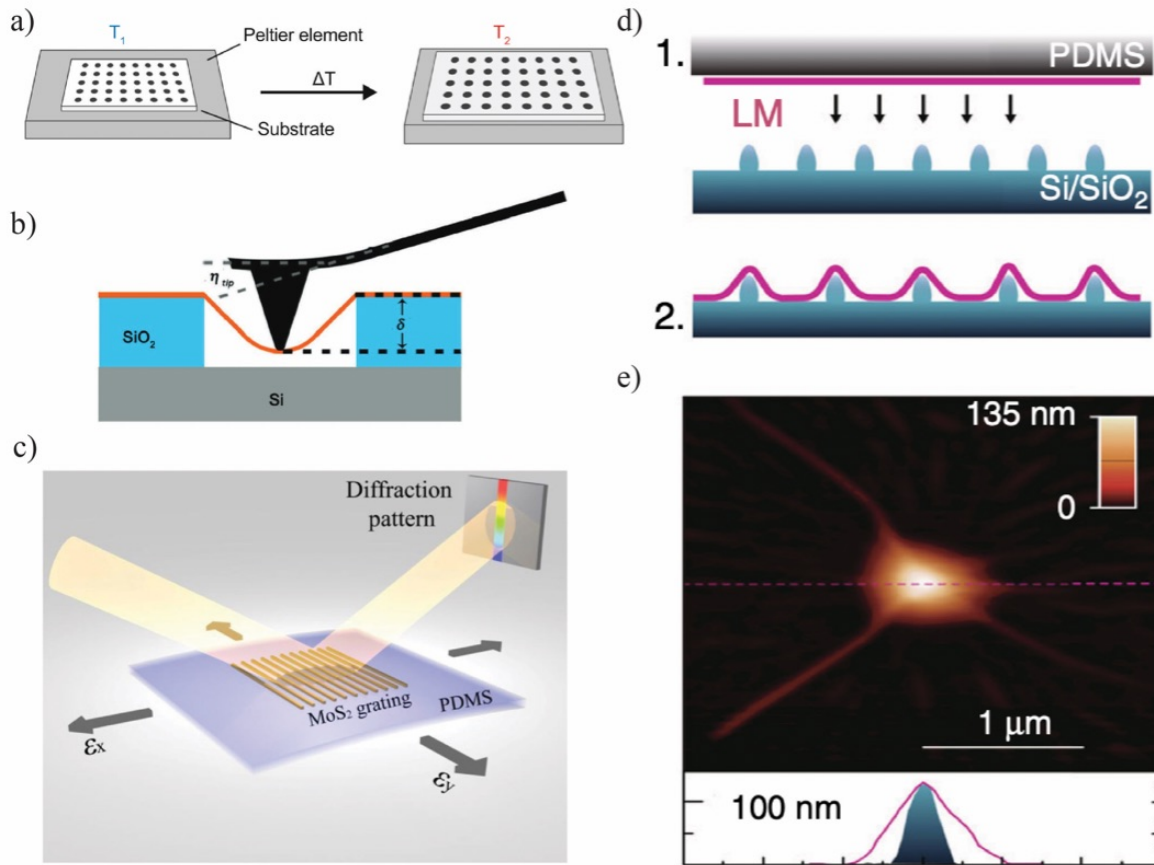 a)
T₁
Peltier element
T₂
ΔT
Substrate
b)
η tip
δ
SiO₂
Si
c)
Diffraction
pattern
MoS₂ grating
PDMS
εx
εy
d)
1.
PDMS
LM
Si/SiO₂
2.
e)
135 nm
0
1 μm
100 nm